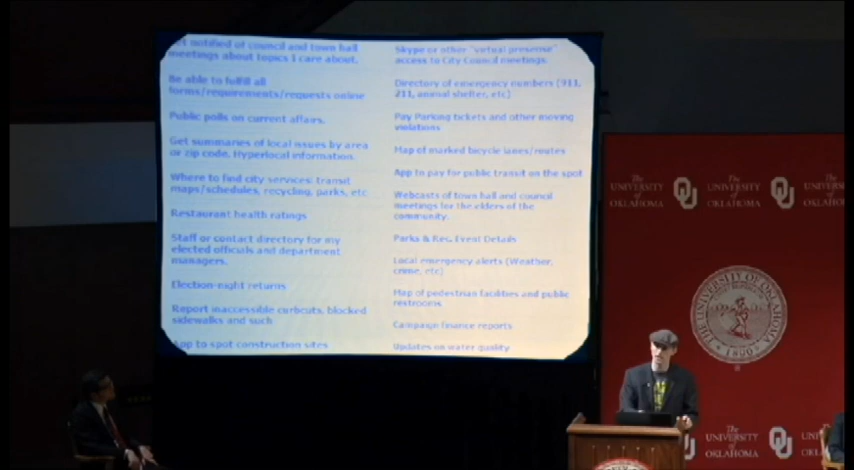 Get notified of council and town hall
meetings about topics I care about.
Be able to fulfill all
forms/requirements/requests online
Public polls on current affairs.
Get summaries of local issues by area
or zip code. Hyperlocal information.
Where to find city services: transit
maps/schedules, recycling, parks, etc
Restaurant health ratings
Staff or contact directory for my
elected officials and department
managers.
Election-night returns
Report inaccessible curbcuts, blocked
sidewalks and such
App to spot construction sites
Skype or other "virtual presense"
access to City Council meetings
Directory of emergency numbers (911,
211, animal shelter, etc)
Pay Parking tickets and other moving
violations
Map of marked bicycle lanes/routes
App to pay for public transit on the spot
Webcasts of town hall and council
meetings for the elders of the
community.
Parks & Rec. Event Details
Local emergency alerts (Weather,
crime, etc)
Map of pedestrian facilities and public
restrooms
Campaign finance reports
Updates on water quality
The
UNIVERSITY
of OKLAHOMA
The
UNIVERSITY
of OKLAHOMA
The
UNIVERSITY
of OKLAHOMA
THE UNIVERSITY OF OKLAHOMA
1890
The
UNIVERSITY
of OKLAHOMA
OU